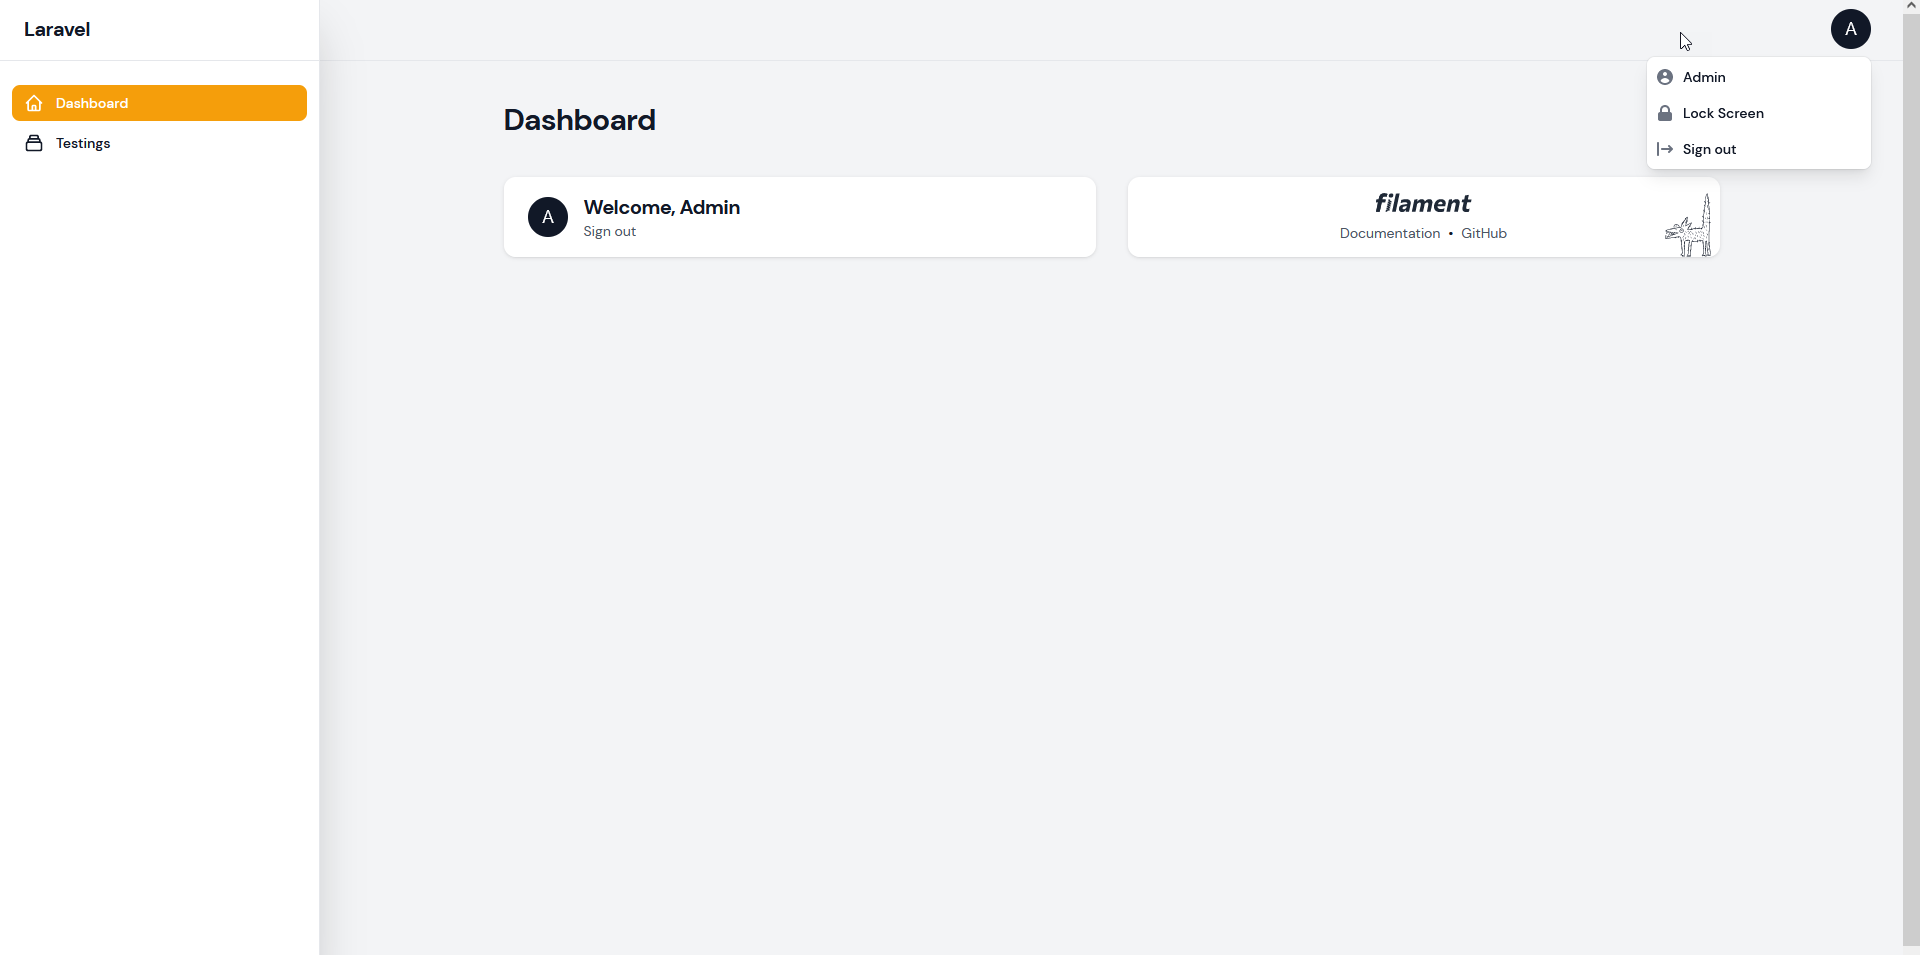 Laravel
A
Dashboard
Testings
Admin
Lock Screen
Sign out
Dashboard
A
Welcome, Admin
Sign out
filament
Documentation • GitHub